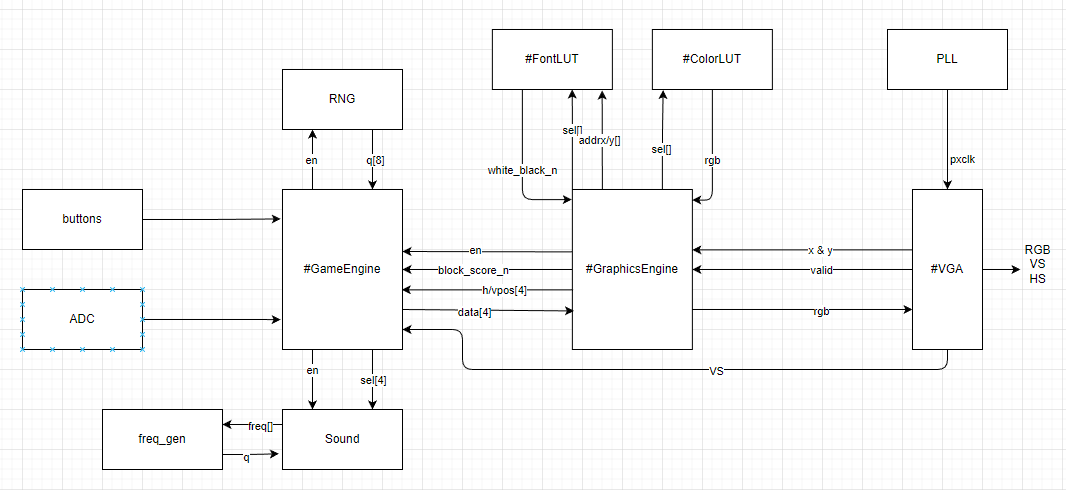 #FontLUT
#ColorLUT
PLL
RNG
sel[]
addrx/y[]
sel[]
rgb
pxclk
en
q[8]
white_black_n
buttons
#GameEngine
en
block_score_n
h/vpos[4]
data[4]
#GraphicsEngine
x & y
valid
rgb
#VGA
RGB
VS
HS
ADC
VS
en
sel[4]
freq_gen
freq[]
q
Sound